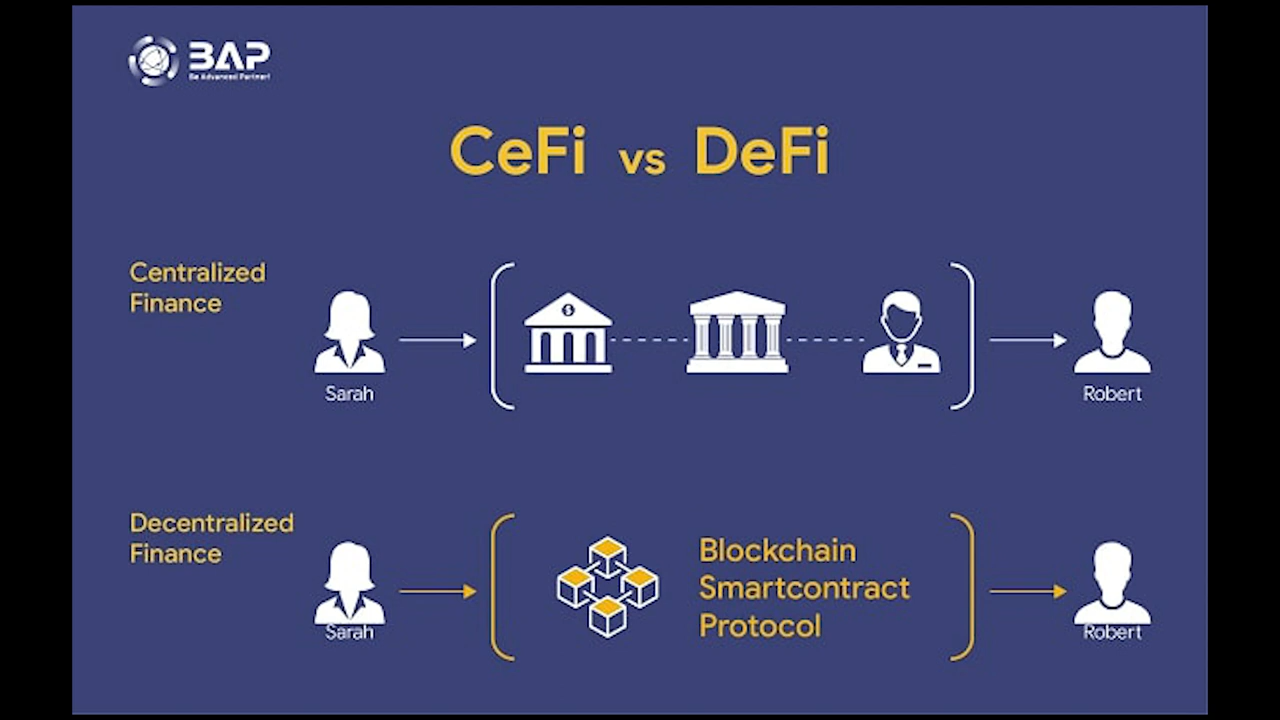 BAP
Be Advanced Partner!
CeFi vs DeFi
Centralized
Finance
Sarah
Robert
Decentralized
Finance
Sarah
Blockchain
Smartcontract
Protocol
Robert